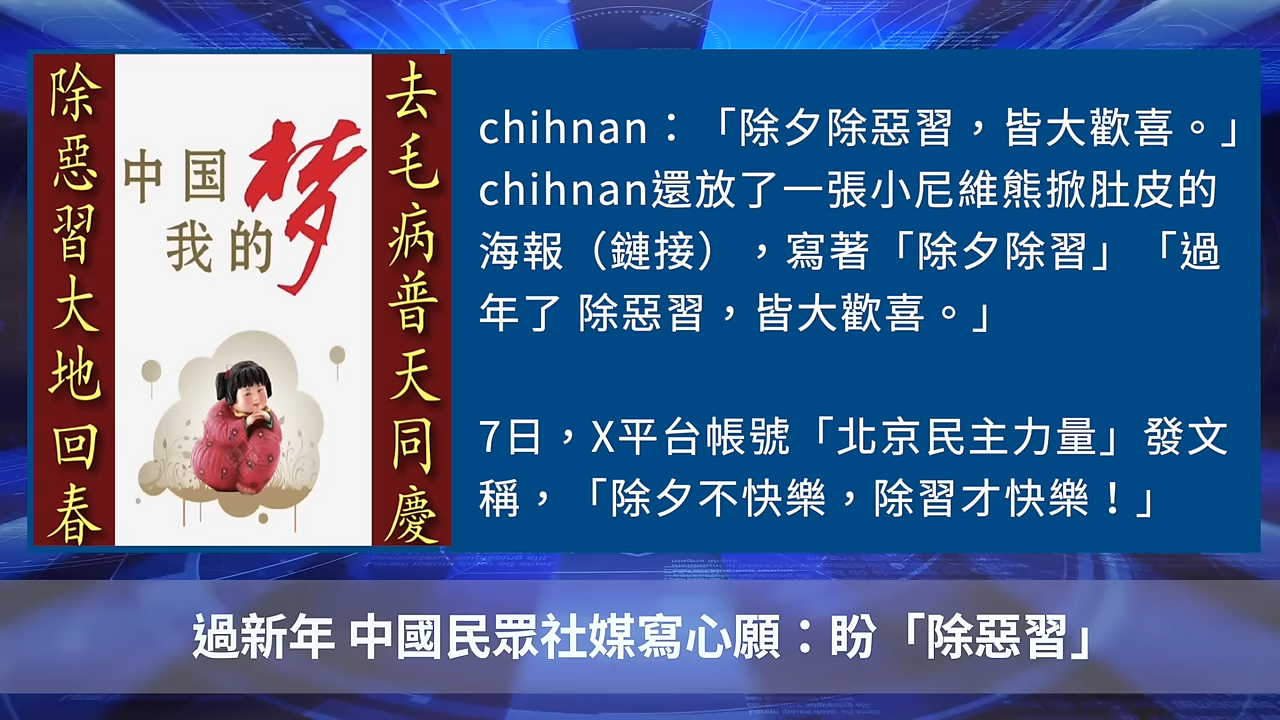 除惡習大地回春
中国梦
我的
去毛病普天同慶
chihnan：「除夕除惡習，皆大歡喜。」
chihnan還放了一張小尼維熊掀肚皮的
海報（鏈接），寫著「除夕除習」「過
年了 除惡習，皆大歡喜。」
7日，X平台帳號「北京民主力量」發文
稱，「除夕不快樂，除習才快樂！」
過新年 中國民眾社媒寫心願：盼「除惡習」